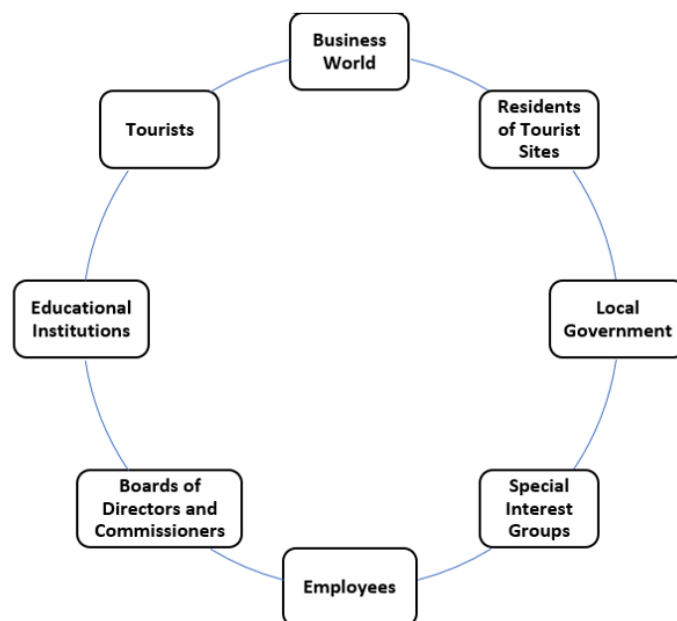 Business
World
Tourists
Residents
of Tourist
Sites
Educational
Institutions
Local
Government
Boards of
Directors and
Commissioners
Special
Interest
Groups
Employees